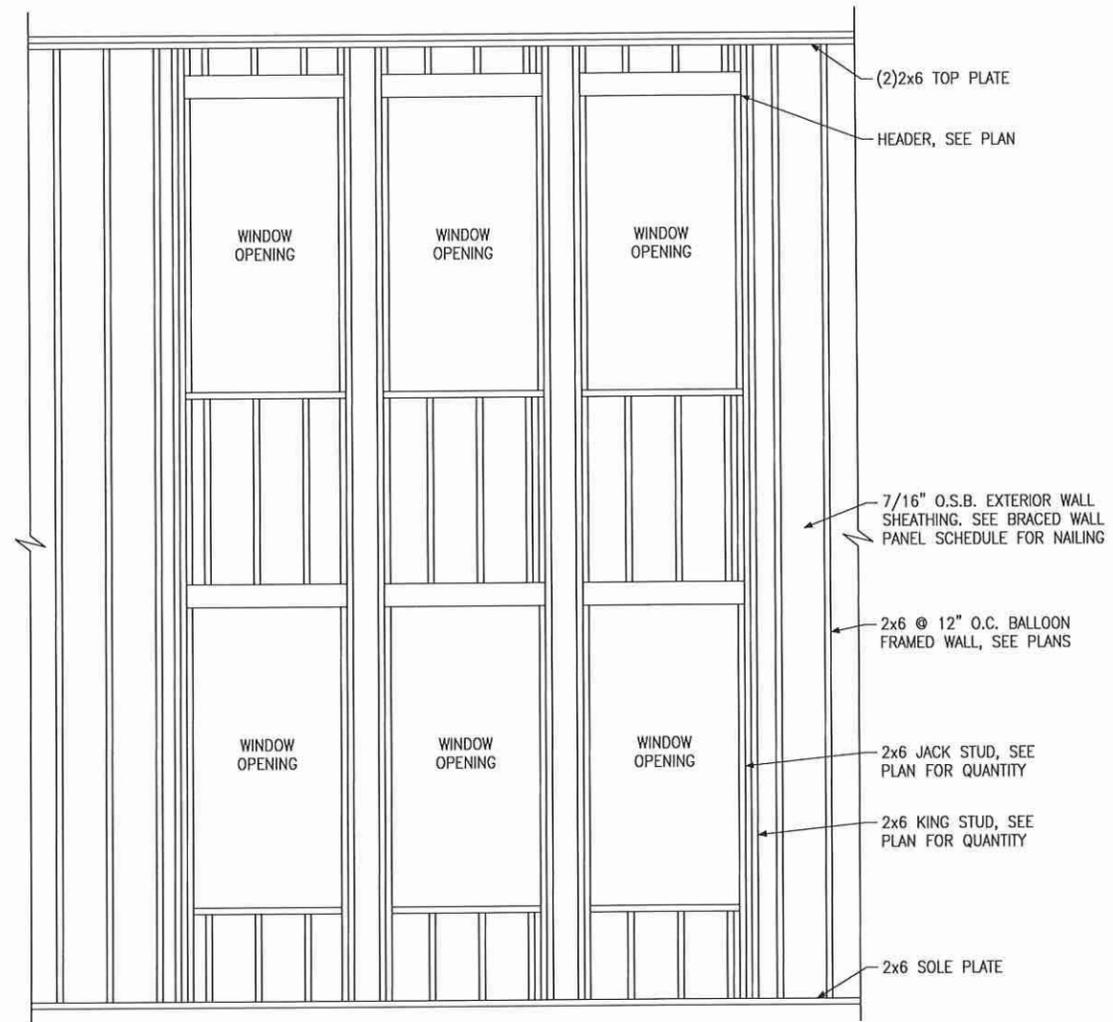 (2)2x6 TOP PLATE
HEADER, SEE PLAN
WINDOW
OPENING
WINDOW
OPENING
WINDOW
OPENING
7/16" O.S.B. EXTERIOR WALL
SHEATHING. SEE BRACED WALL
PANEL SCHEDULE FOR NAILING
2x6 @ 12" O.C. BALLOON
FRAMED WALL, SEE PLANS
WINDOW
OPENING
WINDOW
OPENING
WINDOW
OPENING
2x6 JACK STUD, SEE
PLAN FOR QUANTITY
2x6 KING STUD, SEE
PLAN FOR QUANTITY
2x6 SOLE PLATE